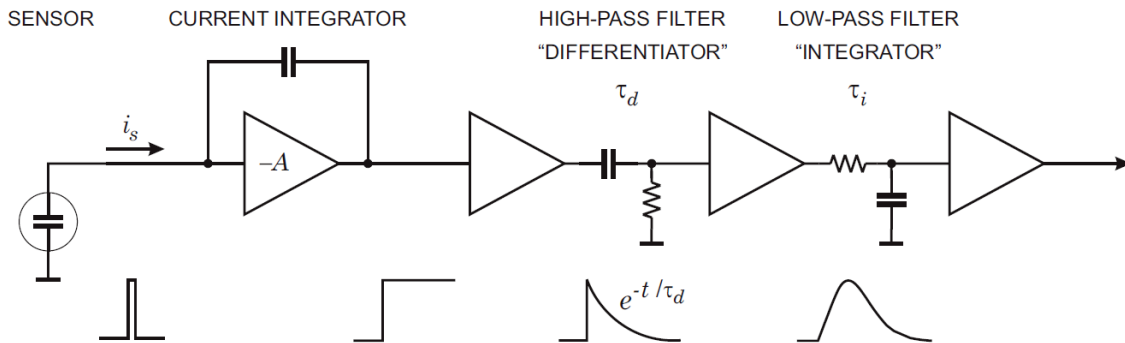 SENSOR
CURRENT INTEGRATOR
HIGH-PASS FILTER
“DIFFERENTIATOR”
τd
LOW-PASS FILTER
“INTEGRATOR”
τi
is
–A
e-t /τd